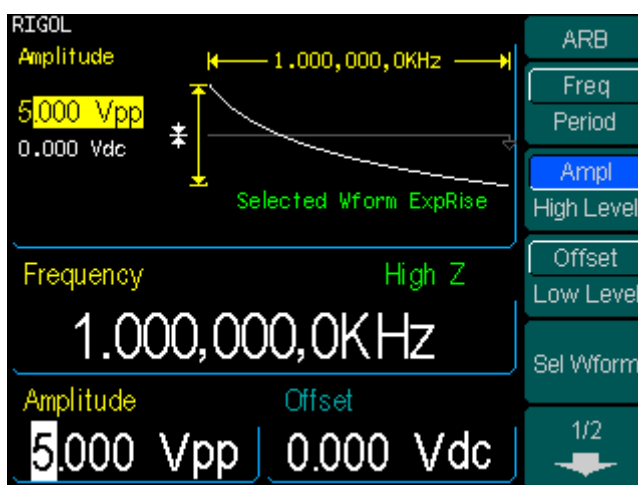 RIGOL
Amplitude
1.000,000,0KHz
5.000 Vpp
0.000 Vdc
Selected Wform ExpRise
Frequency
High Z
1.000,000,0KHz
Amplitude
Offset
5.000 Vpp
0.000 Vdc
ARB
Freq
Period
Ampl
High Level
Offset
Low Level
Sel Wform
1/2